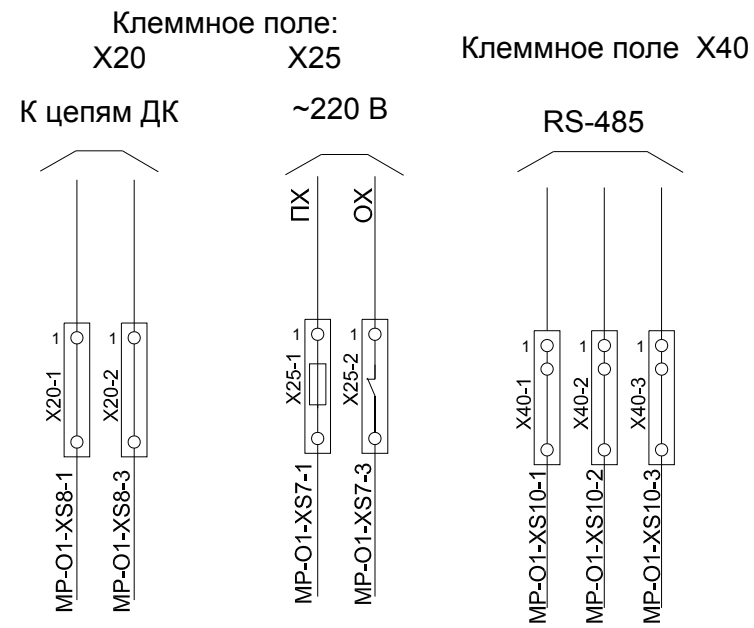 Клеммное поле:
X20
X25
Клеммное поле X40
К цепям ДК
~220 В
RS-485
ПХ
ОХ
1
X20-1
1
X20-2
1
X25-1
1
X25-2
1
X40-1
1
X40-2
1
X40-3
MP-O1-XS8-1
MP-O1-XS8-3
MP-O1-XS7-1
MP-O1-XS7-3
MP-O1-XS10-1
MP-O1-XS10-2
MP-O1-XS10-3